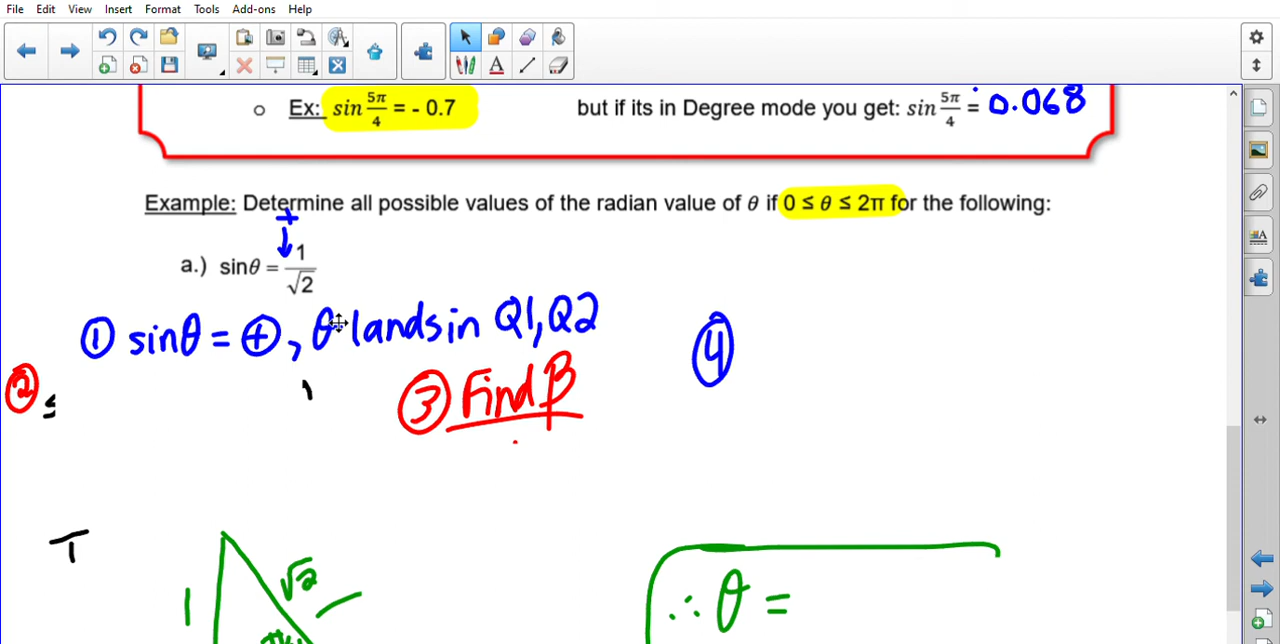 File Edit View Insert Format Tools Add-ons Help
o Ex: sin 5π/4 = - 0.7 but if its in Degree mode you get: sin 5π/4 = 0.068
Example: Determine all possible values of the radian value of θ if 0 ≤ θ ≤ 2π for the following:
+
↓
a.) sinθ = 1/√2
① sinθ = ⊕, θ lands in Q1, Q2
④
② S
③ Find β
T
1 √2
∴ θ =